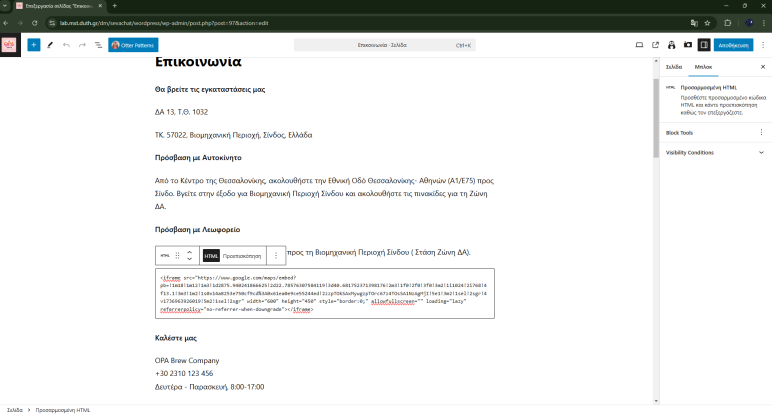 Επεξεργασία σελίδας "Επικοιν
lab.mst.duth.gr/dm/sevachat/wordpress/wp-admin/post.php?post=97&action=edit
Otter Patterns
Επικοινωνία · Σελίδα
Ctrl+K
Αποθήκευση
Επικοινωνία
Θα βρείτε τις εγκαταστάσεις μας
ΔΑ 13, Τ.Θ. 1032
ΤΚ. 57022, Βιομηχανική Περιοχή, Σίνδος, Ελλάδα
Πρόσβαση με Αυτοκίνητο
Από το Κέντρο της Θεσσαλονίκης, ακολουθήστε την Εθνική Οδό Θεσσαλονίκης- Αθηνών (Α1/Ε75) προς
Σίνδο. Βγείτε στην έξοδο για Βιομηχανική Περιοχή Σίνδου και ακολουθήστε τις πινακίδες για τη Ζώνη
ΔΑ.
Πρόσβαση με Λεωφορείο
HTML
HTML
Προεπισκόπηση
προς τη Βιομηχανική Περιοχή Σίνδου ( Στάση Ζώνη ΔΑ).
<iframe src="https://www.google.com/maps/embed?
width="600" height="450" style="border:0;" allowfullscreen="" loading="lazy"
referrerpolicy="no-referrer-when-downgrade"></iframe>
Καλέστε μας
OPA Brew Company
+30 2310 123 456
Δευτέρα - Παρασκευή, 8:00-17:00
Σελίδα
Μπλοκ
HTML
Προσαρμοσμένη HTML
Προσθέστε προσαρμοσμένο κώδικα
HTML και κάντε προεπισκόπηση
καθώς τον επεξεργάζεστε.
Block Tools
Visibility Conditions
Σελίδα
Προσαρμοσμένη HTML